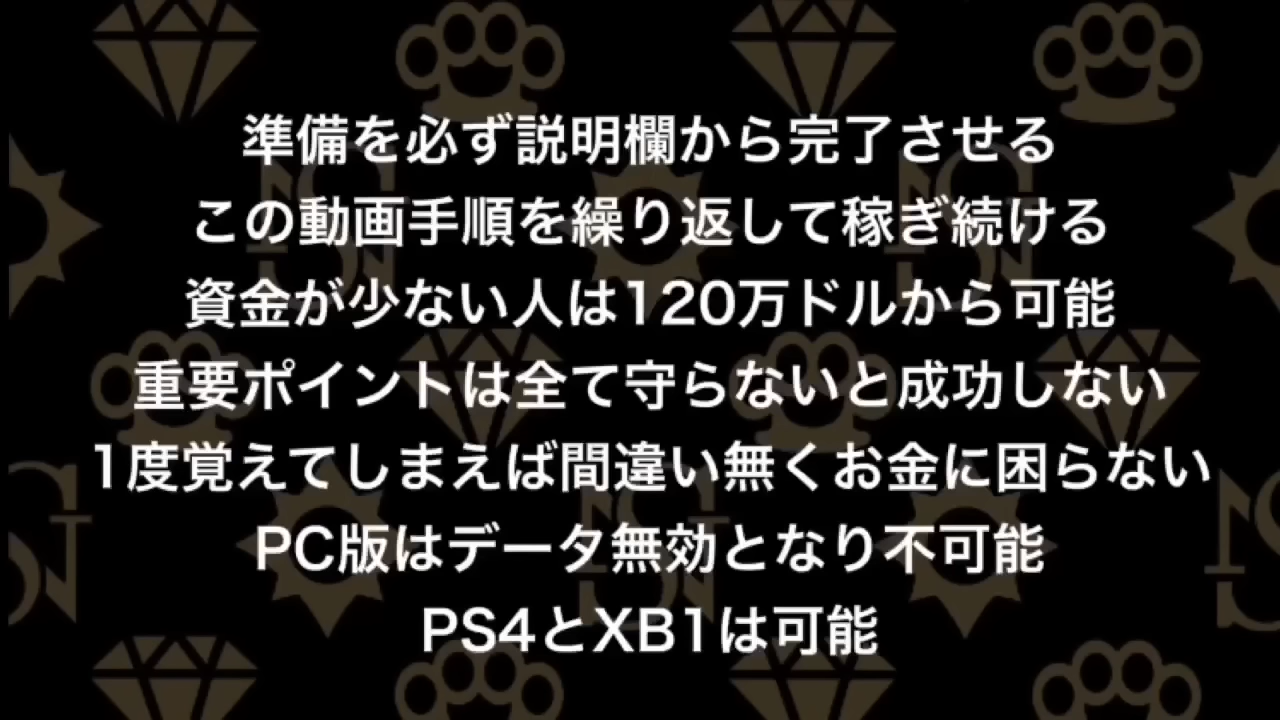 準備を必ず説明欄から完了させる
この動画手順を繰り返して稼ぎ続ける
資金が少ない人は120万ドルから可能
重要ポイントは全て守らないと成功しない
1度覚えてしまえば間違い無くお金に困らない
PC版はデータ無効となり不可能
PS4とXB1は可能